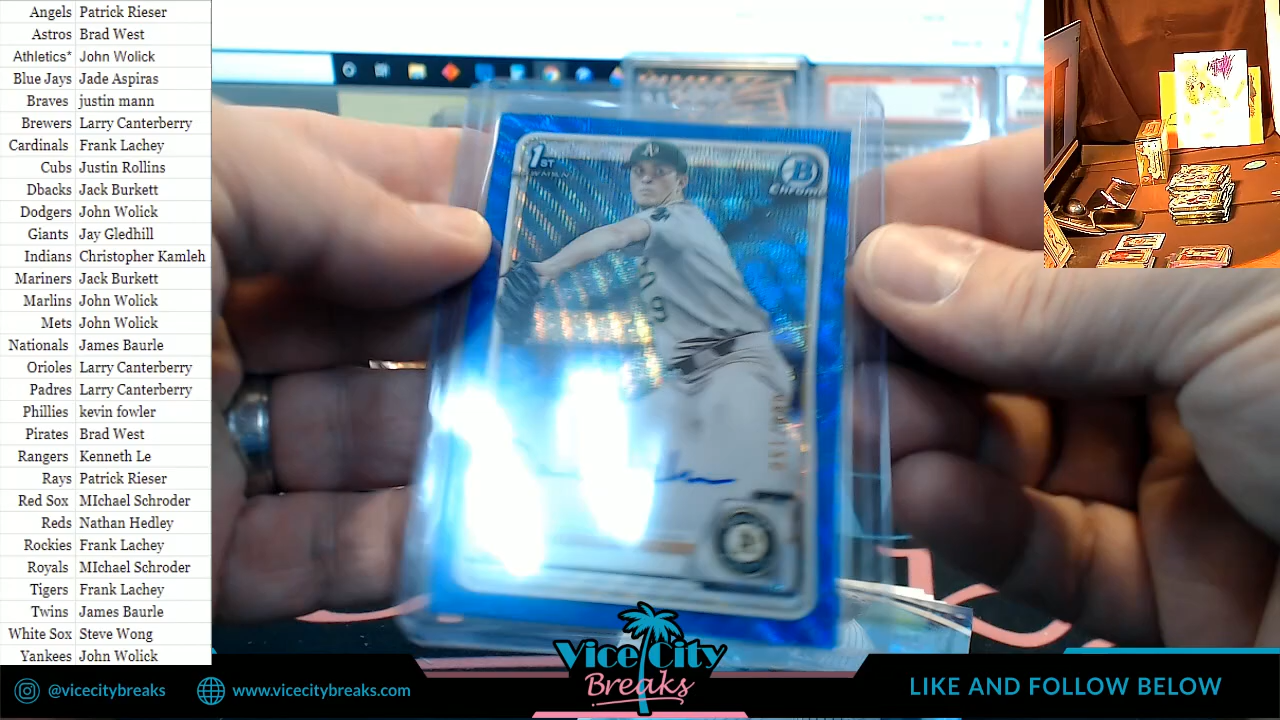 Angels Patrick Rieser
Astros Brad West
Athletics* John Wolick
Blue Jays Jade Aspiras
Braves justin mann
Brewers Larry Canterberry
Cardinals Frank Lachey
Cubs Justin Rollins
Dbacks Jack Burkett
Dodgers John Wolick
Giants Jay Gledhill
Indians Christopher Kamleh
Mariners Jack Burkett
Marlins John Wolick
Mets John Wolick
Nationals James Baurle
Orioles Larry Canterberry
Padres Larry Canterberry
Phillies kevin fowler
Pirates Brad West
Rangers Kenneth Le
Rays Patrick Rieser
Red Sox MIchael Schroder
Reds Nathan Hedley
Rockies Frank Lachey
Royals MIchael Schroder
Tigers Frank Lachey
Twins James Baurle
White Sox Steve Wong
Yankees John Wolick
1ST
B
Chrome
@vicecitybreaks
www.vicecitybreaks.com
Vice City
Breaks
LIKE AND FOLLOW BELOW